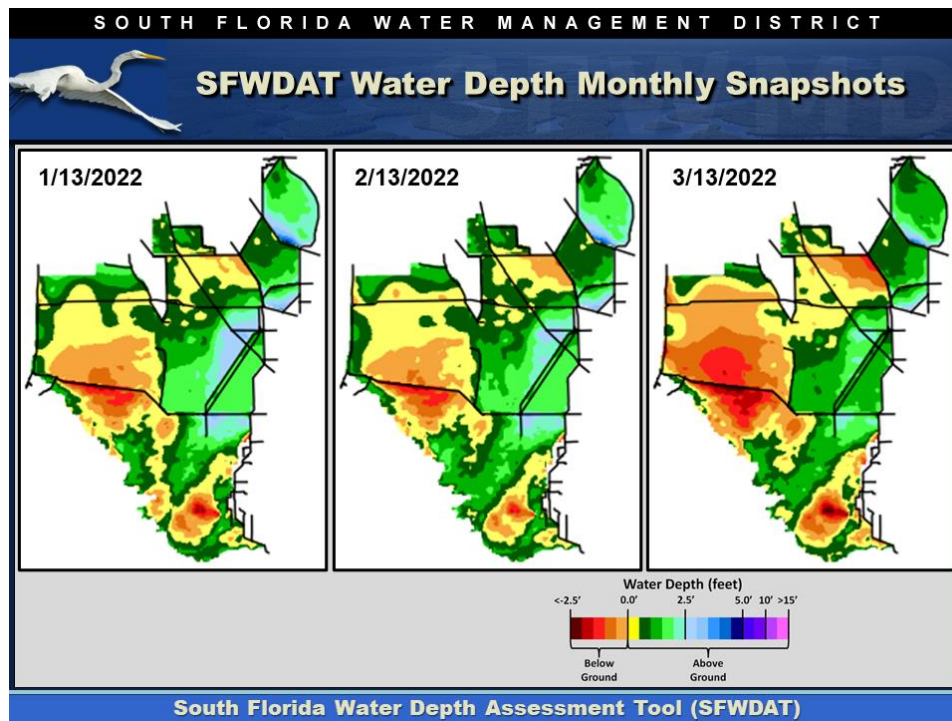 SOUTH FLORIDA WATER MANAGEMENT DISTRICT
SFWDAT Water Depth Monthly Snapshots
SFWMD
1/13/2022
2/13/2022
3/13/2022
Water Depth (feet)
<-2.5' 0.0' 2.5' 5.0' 10' >15'
Below Ground
Above Ground
South Florida Water Depth Assessment Tool (SFWDAT)